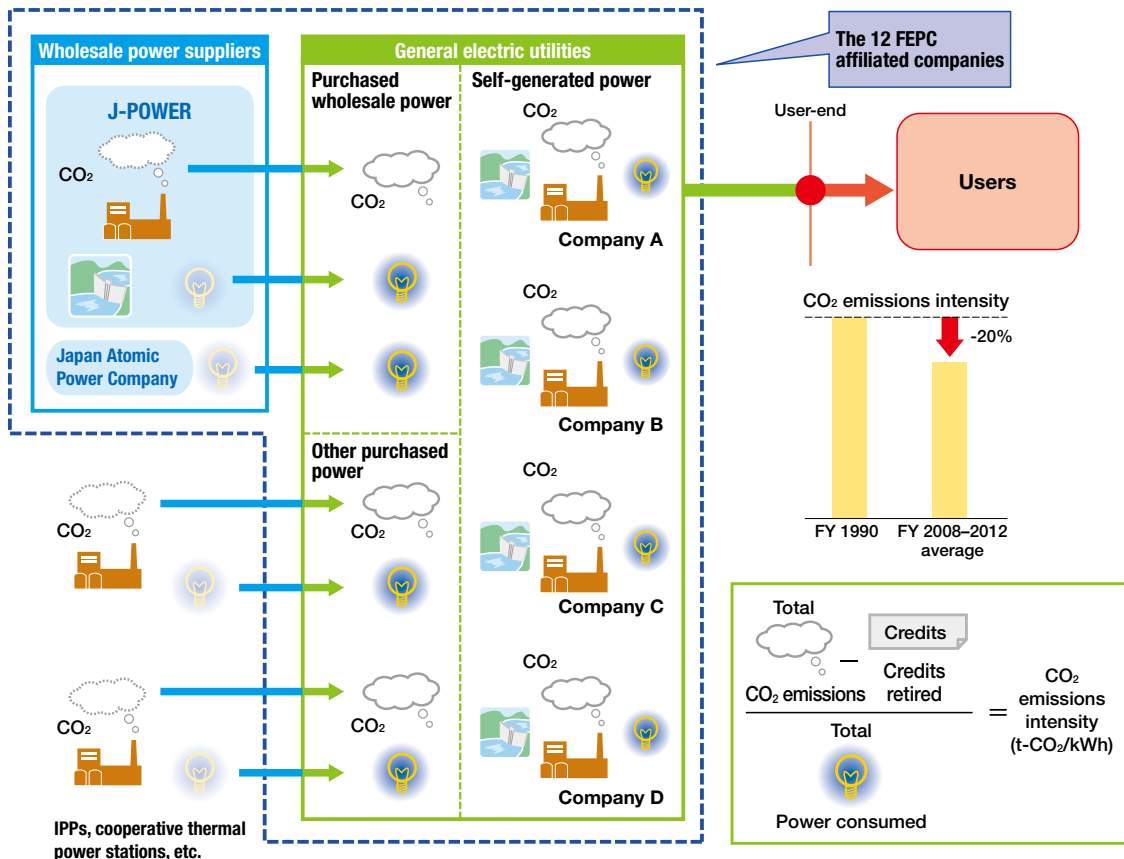 Wholesale power suppliers
J-POWER
CO₂
Japan Atomic
Power Company
General electric utilities
Purchased
wholesale power
CO₂
Self-generated power
CO₂
Company A
CO₂
Company B
Other purchased
power
CO₂
CO₂
CO₂
Company C
CO₂
CO₂
CO₂
Company D
IPPs, cooperative thermal
power stations, etc.
The 12 FEPC
affiliated companies
User-end
Users
CO₂ emissions intensity
-20%
FY 1990
FY 2008–2012
average
Total
CO₂ emissions
–
Credits
Credits
retired
Total
Power consumed
=
CO₂
emissions
intensity
(t-CO₂/kWh)